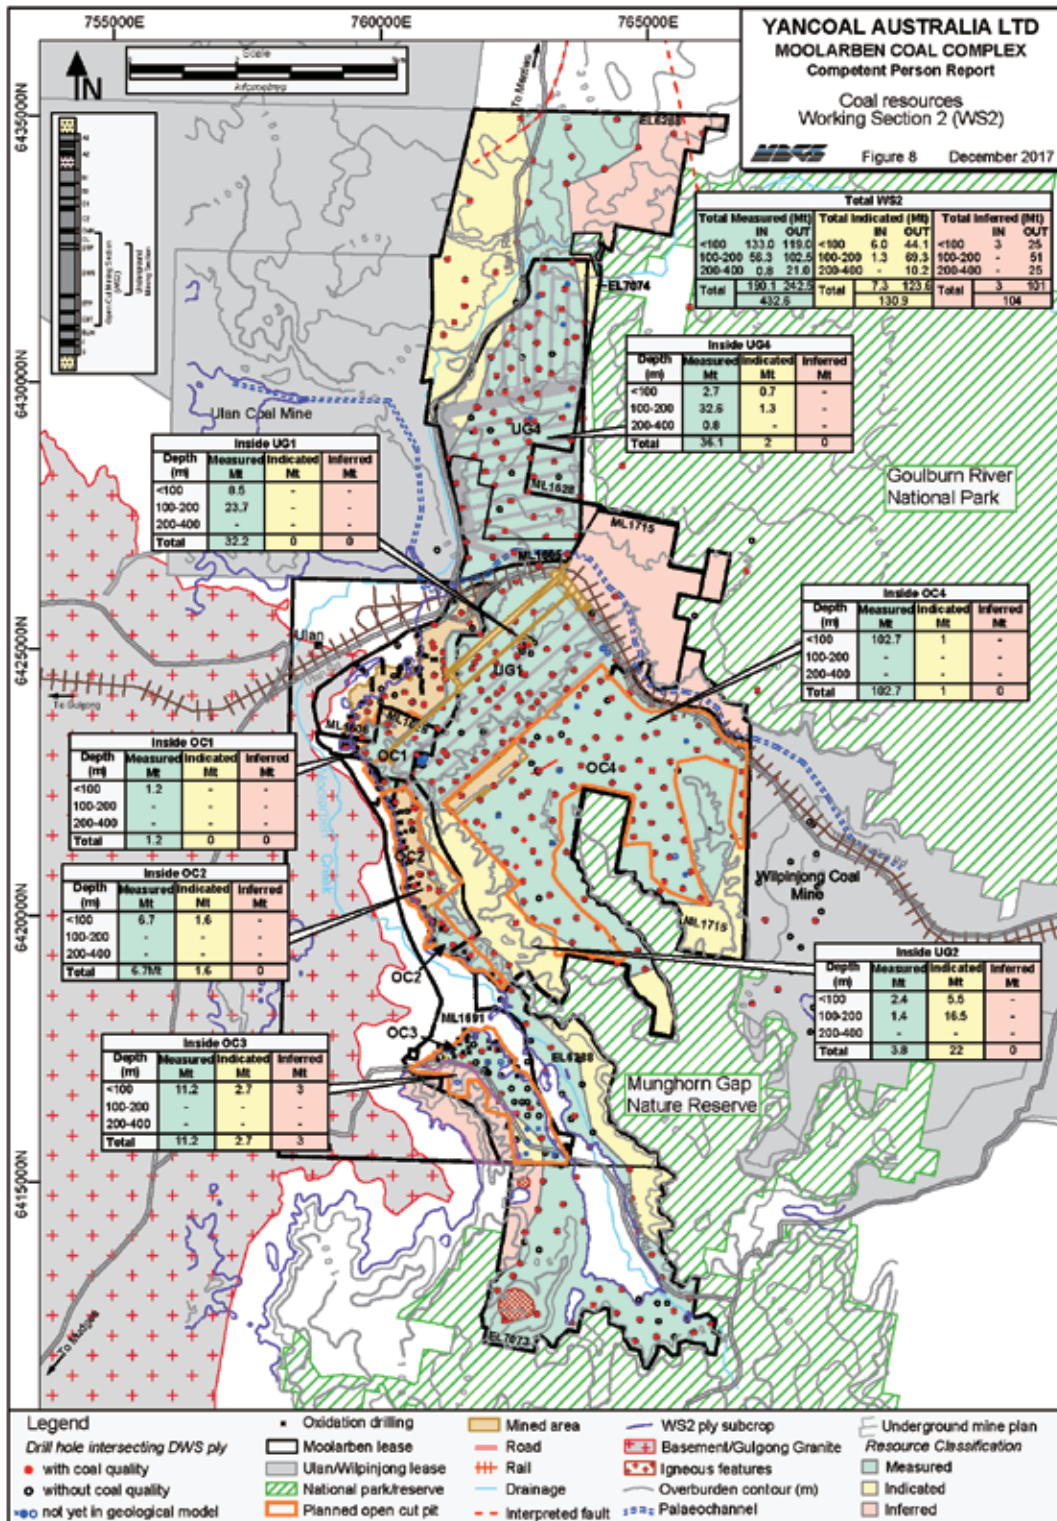 755000E 760000E 765000E
YANCOAL AUSTRALIA LTD
MOOLARBEN COAL COMPLEX
Competent Person Report
Coal resources
Working Section 2 (WS2)
Figure 8 December 2017
Scale
N
To Merriwa
6435000N
6430000N
6425000N
6420000N
6415000N
EL6288
Total WS2
Total Measured (Mt) Total Indicated (Mt) Total Inferred (Mt)
IN OUT IN OUT IN OUT
<100 133.0 119.0 <100 6.0 44.1 <100 3 25
100-200 56.3 102.5 100-200 1.3 69.3 100-200 - 51
200-400 0.8 21.0 200-400 - 10.2 200-400 - 25
Total 190.1 242.5 Total 7.3 123.6 Total 3 101
432.6 130.9 104
EL7074
Inside UG4
Depth (m) Measured Mt Indicated Mt Inferred Mt
<100 2.7 0.7 -
100-200 32.6 1.3 -
200-400 0.8 - -
Total 36.1 2 0
Ulan Coal Mine
UG4
Goulburn River
National Park
Inside UG1
Depth (m) Measured Mt Indicated Mt Inferred Mt
<100 8.5 - -
100-200 23.7 - -
200-400 - - -
Total 32.2 0 0
ML1628
ML1715
Inside OC4
Depth (m) Measured Mt Indicated Mt Inferred Mt
<100 102.7 1 -
100-200 - - -
200-400 - - -
Total 102.7 1 0
Ulan
UG1
To Gulgong
OC1
OC4
Inside OC1
Depth (m) Measured Mt Indicated Mt Inferred Mt
<100 1.2 - -
100-200 - - -
200-400 - - -
Total 1.2 0 0
OC2
Inside OC2
Depth (m) Measured Mt Indicated Mt Inferred Mt
<100 6.7 1.6 -
100-200 - - -
200-400 - - -
Total 6.7Mt 1.6 0
Creek
Wilpinjong Coal
Mine
ML1715
OC2
Inside UG2
Depth (m) Measured Mt Indicated Mt Inferred Mt
<100 2.4 5.5 -
100-200 1.4 16.5 -
200-400 - - -
Total 3.8 22 0
ML1691
OC3
EL6288
Inside OC3
Depth (m) Measured Mt Indicated Mt Inferred Mt
<100 11.2 2.7 3
100-200 - - -
200-400 - - -
Total 11.2 2.7 3
Munghorn Gap
Nature Reserve
To Mudgee
EL7073
Legend
Drill hole intersecting DWS ply
with coal quality
without coal quality
not yet in geological model
Oxidation drilling
Moolarben lease
Ulan/Wilpinjong lease
National park/reserve
Planned open cut pit
Mined area
Road
Rail
Drainage
Interpreted fault
WS2 ply subcrop
Basement/Gulgong Granite
Igneous features
Overburden contour (m)
Palaeochannel
Underground mine plan
Resource Classification
Measured
Indicated
Inferred